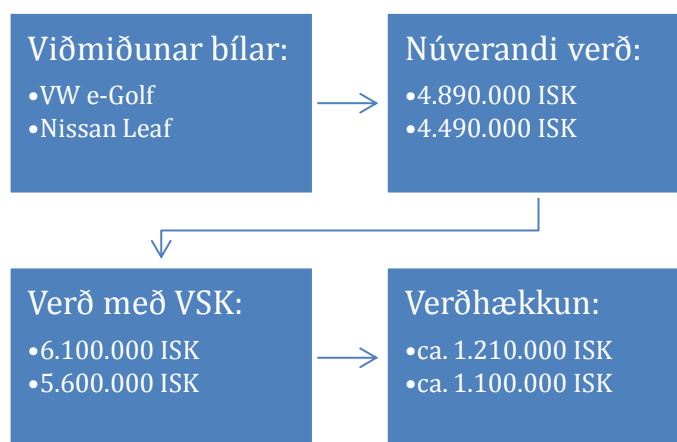 Viðmiðunar bílar:
•VW e-Golf
•Nissan Leaf
Núverandi verð:
•4.890.000 ISK
•4.490.000 ISK
Verð með VSK:
•6.100.000 ISK
•5.600.000 ISK
Verðhækkun:
•ca. 1.210.000 ISK
•ca. 1.100.000 ISK